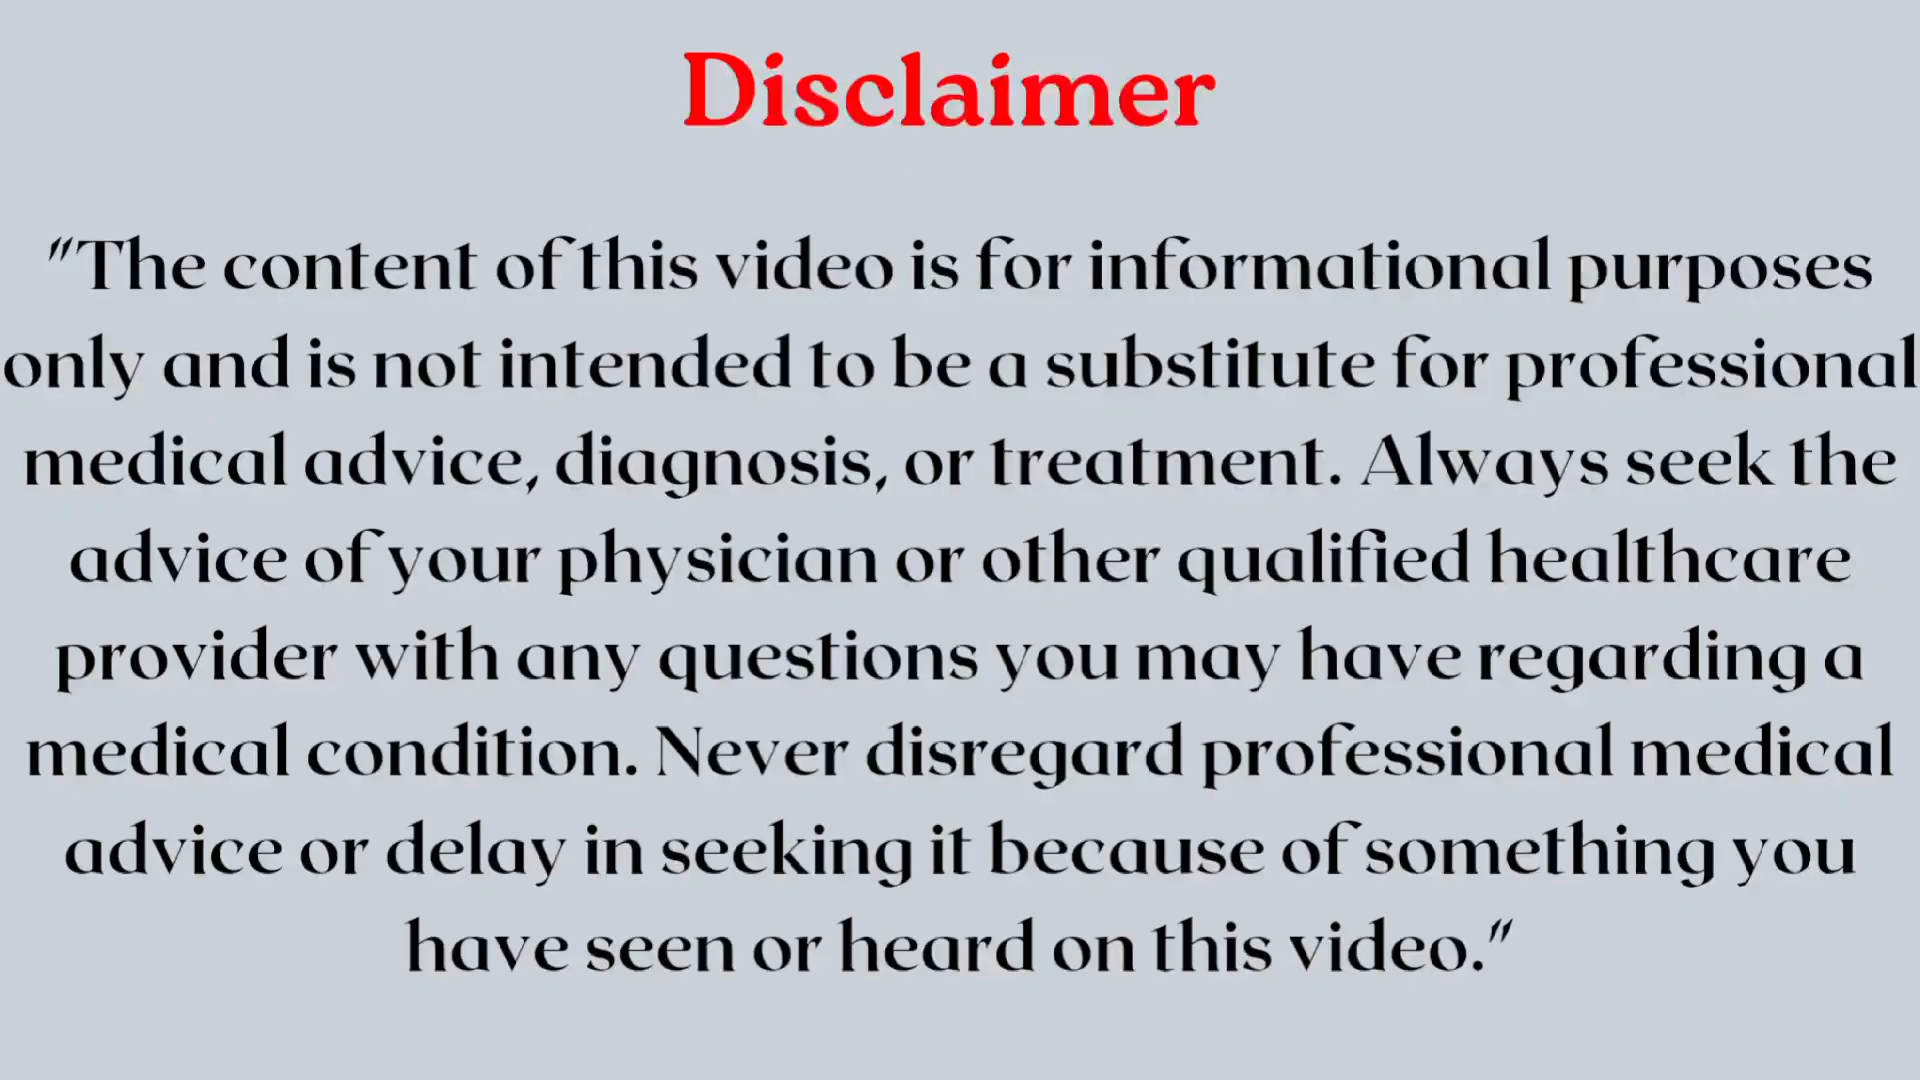 Disclaimer
"The content of this video is for informational purposes
only and is not intended to be a substitute for professional
medical advice, diagnosis, or treatment. Always seek the
advice of your physician or other qualified healthcare
provider with any questions you may have regarding a
medical condition. Never disregard professional medical
advice or delay in seeking it because of something you
have seen or heard on this video."